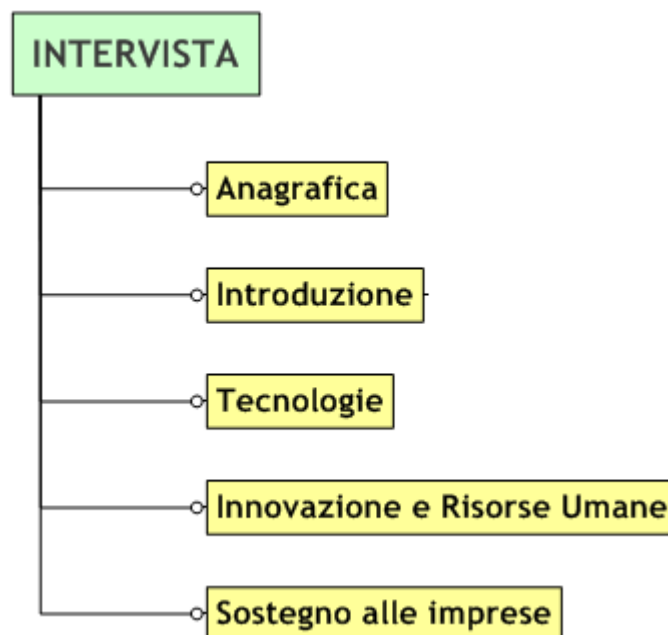 INTERVISTA
Anagrafica
Introduzione
Tecnologie
Innovazione e Risorse Umane
Sostegno alle imprese